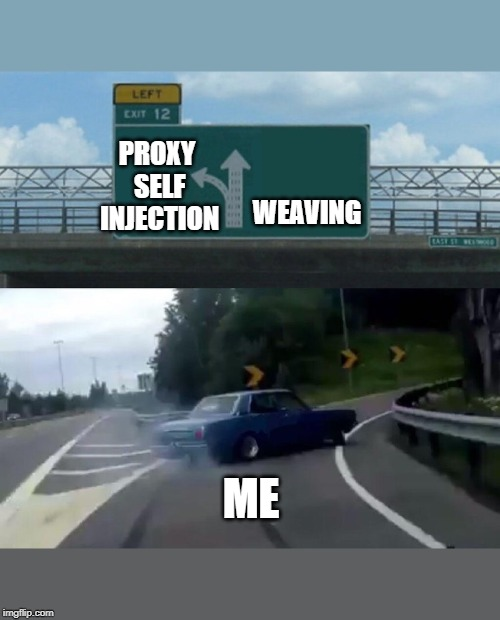 LEFT
EXIT 12
PROXY
SELF
INJECTION
WEAVING
ME
imgflip.com